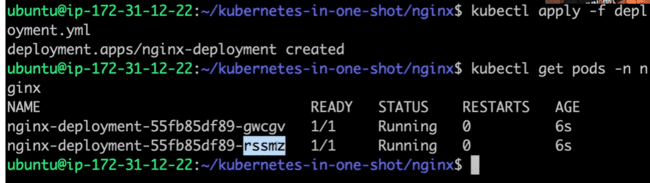 ubuntu@ip-172-31-12-22:~/kubernetes-in-one-shot/nginx$ kubectl apply -f depl
oyment.yml
deployment.apps/nginx-deployment created
ubuntu@ip-172-31-12-22:~/kubernetes-in-one-shot/nginx$ kubectl get pods -n n
ginx
NAME READY STATUS RESTARTS AGE
nginx-deployment-55fb85df89-gwcgv 1/1 Running 0 6s
nginx-deployment-55fb85df89-rssmz 1/1 Running 0 6s
ubuntu@ip-172-31-12-22:~/kubernetes-in-one-shot/nginx$